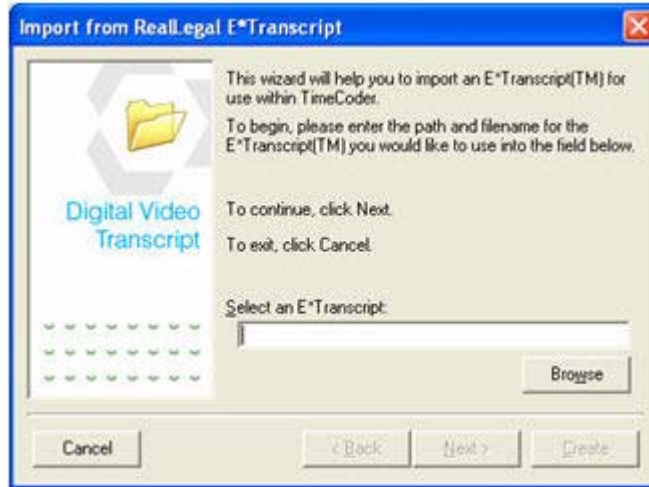 Import from RealLegal E*Transcript
This wizard will help you to import an E*Transcript(TM) for
use within TimeCoder.
To begin, please enter the path and filename for the
E*Transcript(TM) you would like to use into the field below.
Digital Video
Transcript
To continue, click Next.
To exit, click Cancel.
Select an E*Transcript:
Browse
Cancel
< Back
Next >
Create